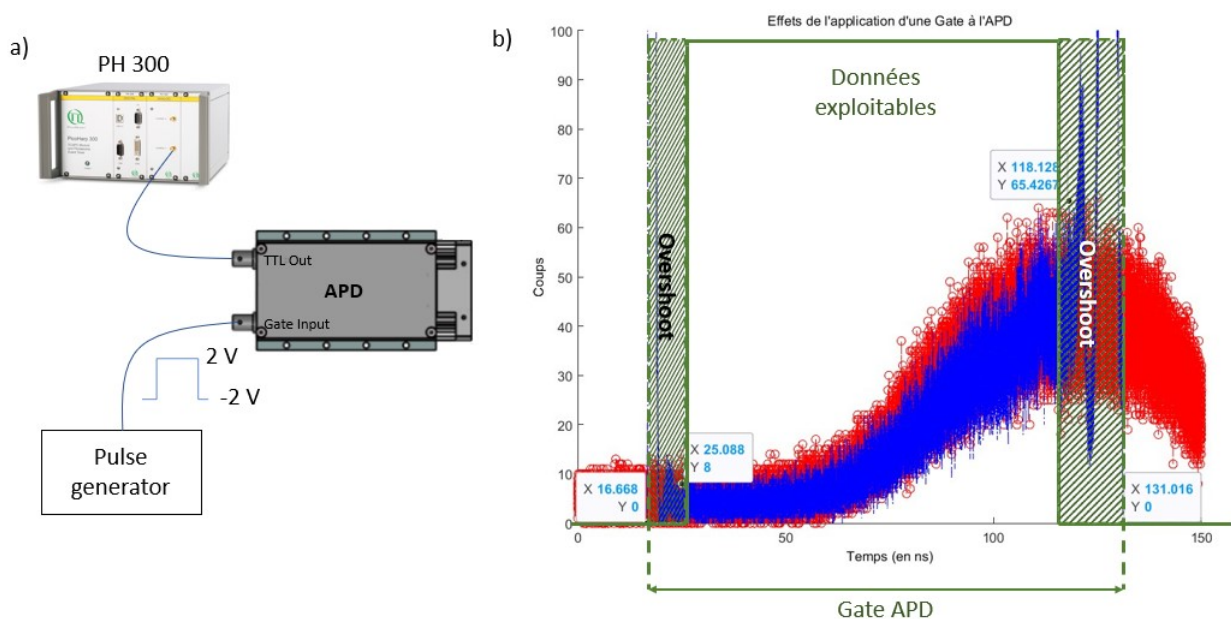 a)
PH 300
TTL Out
APD
Gate Input
2 V
-2 V
Pulse
generator
b)
Effets de l'application d'une Gate à l'APD
Données
exploitables
Coups
100
90
80
70
60
50
40
30
20
10
0
Overshoot
Overshoot
X 118.128
Y 65.4267
X 25.088
Y 8
X 16.668
Y 0
X 131.016
Y 0
0
50
100
150
Temps (en ns)
Gate APD